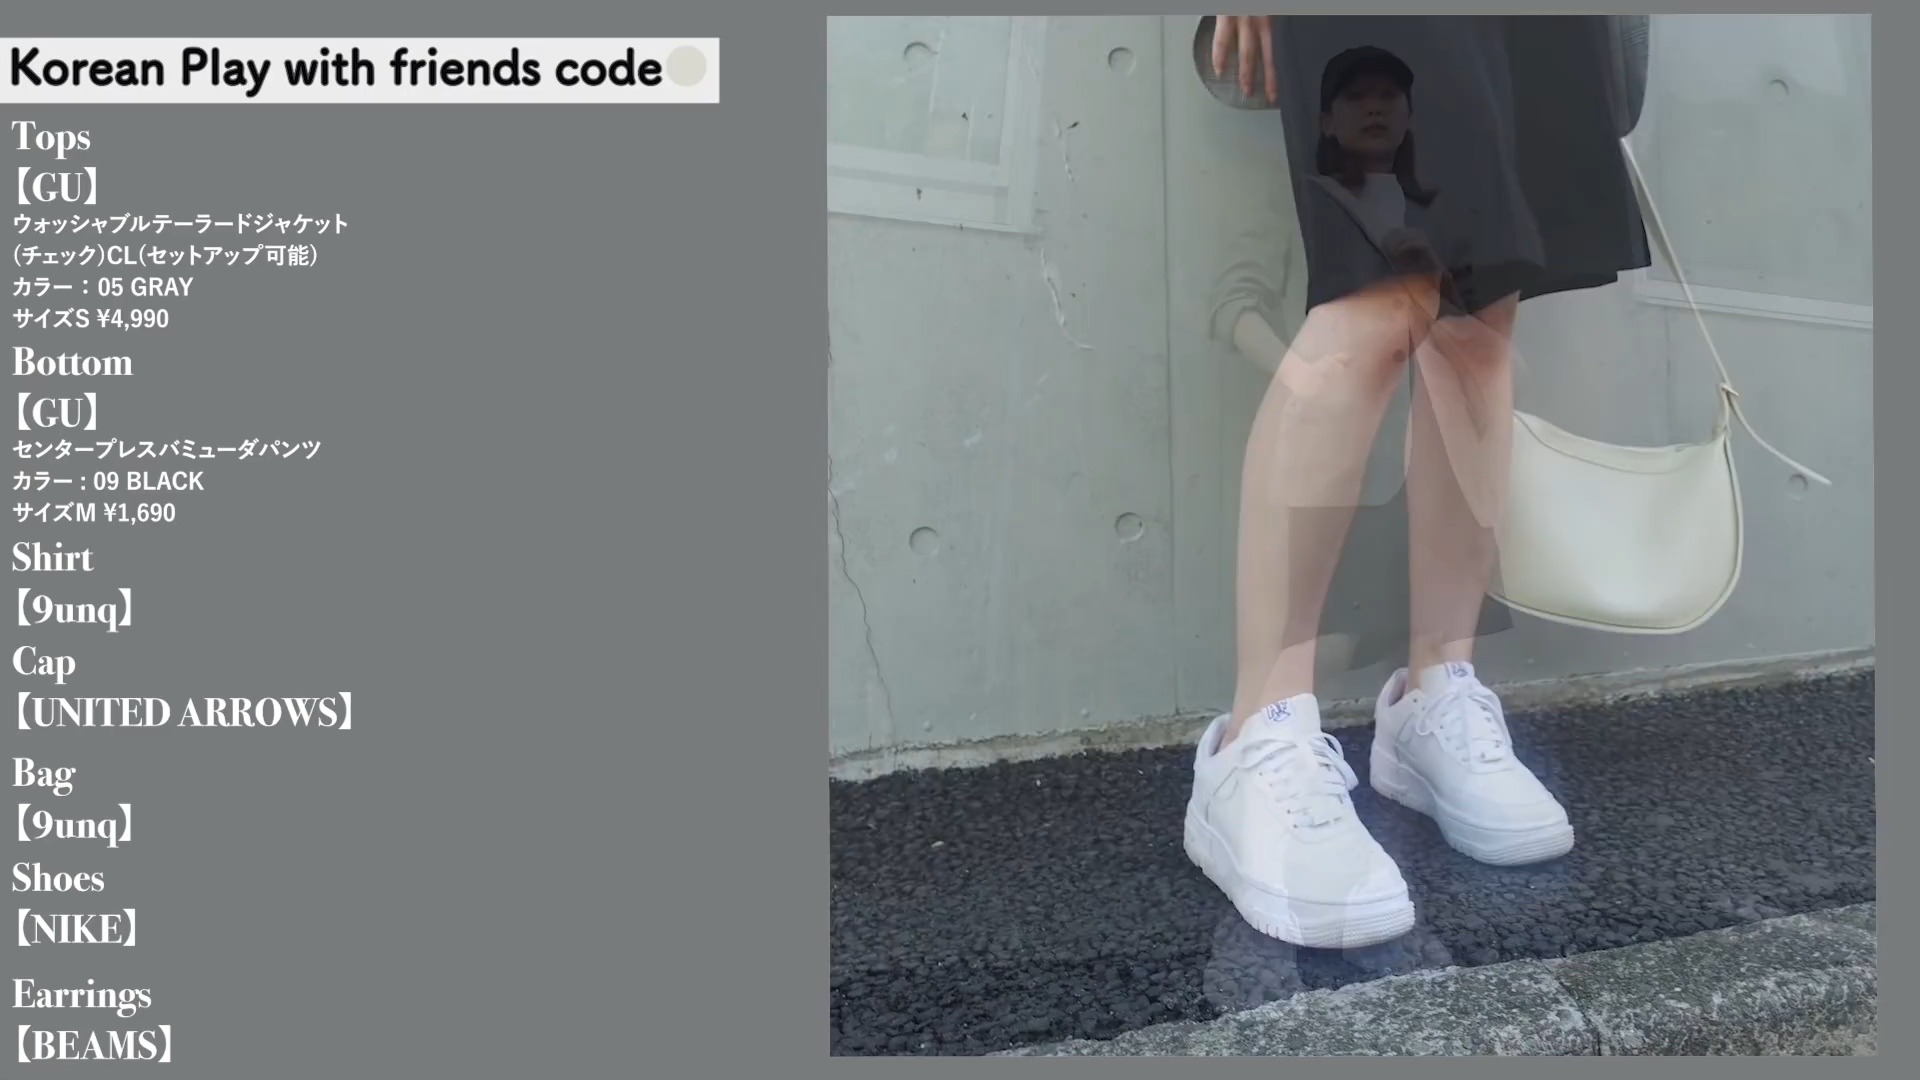 Korean Play with friends code
Tops
【GU】
ウォッシャブルテーラードジャケット
(チェック)CL(セットアップ可能)
カラー：05 GRAY
サイズS ¥4,990
Bottom
【GU】
センタープレスバミューダパンツ
カラー : 09 BLACK
サイズM ¥1,690
Shirt
【9unq】
Cap
【UNITED ARROWS】
Bag
【9unq】
Shoes
【NIKE】
Earrings
【BEAMS】